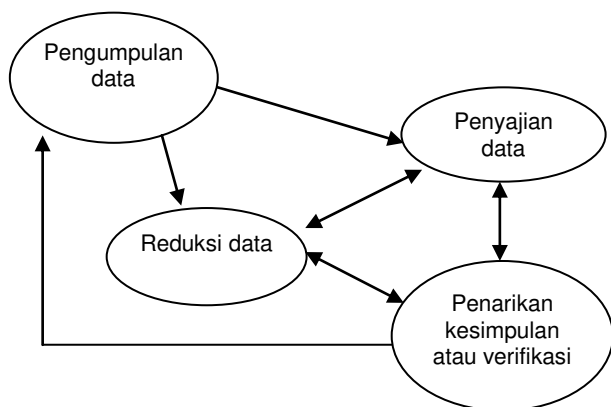 Pengumpulan
data
Penyajian
data
Reduksi data
Penarikan
kesimpulan
atau verifikasi